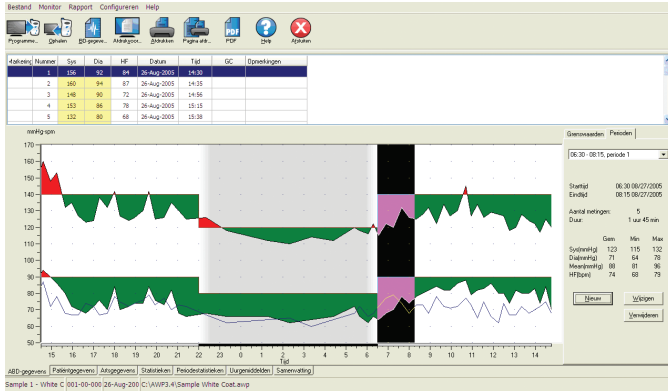 Bestand Monitor Rapport Configureren Help
Programme... Ophalen BD-gegeve... Afdrukvoor... Afdrukken Pagina afdr... PDF Help Afsluiten
Markering Nummer Sys Dia HF Datum Tijd GC Opmerkingen
1 156 92 84 26-Aug-2005 14:30
2 160 94 87 26-Aug-2005 14:35
3 148 90 72 26-Aug-2005 14:56
4 153 86 78 26-Aug-2005 15:15
5 132 80 68 26-Aug-2005 15:38
mmHg-spm
170
160
150
140
130
120
110
100
90
80
70
60
50
15 16 17 18 19 20 21 22 23 0 1 2 3 4 5 6 7 8 9 10 11 12 13 14
Tijd
Grenswaarden Perioden
06:30 - 08:15, periode 1
Starttijd 06:30 08/27/2005
Eindtijd 08:15 08/27/2005
Aantal metingen: 5
Duur: 1 uur 45 min
Gem Min Max
Sys(mmHg) 123 115 132
Dia(mmHg) 71 64 78
Mean(mmHg) 88 81 96
HF(bpm) 74 68 79
Nieuw Wijzigen
Verwijderen
ABD-gegevens Patiëntgegevens Artsgegevens Statistieken Periodestatistieken Uurgemiddelden Samenvatting
Sample 1 - White C 001-00-000 26-Aug-200 C:\AWP3.4\Sample White Coat.awp